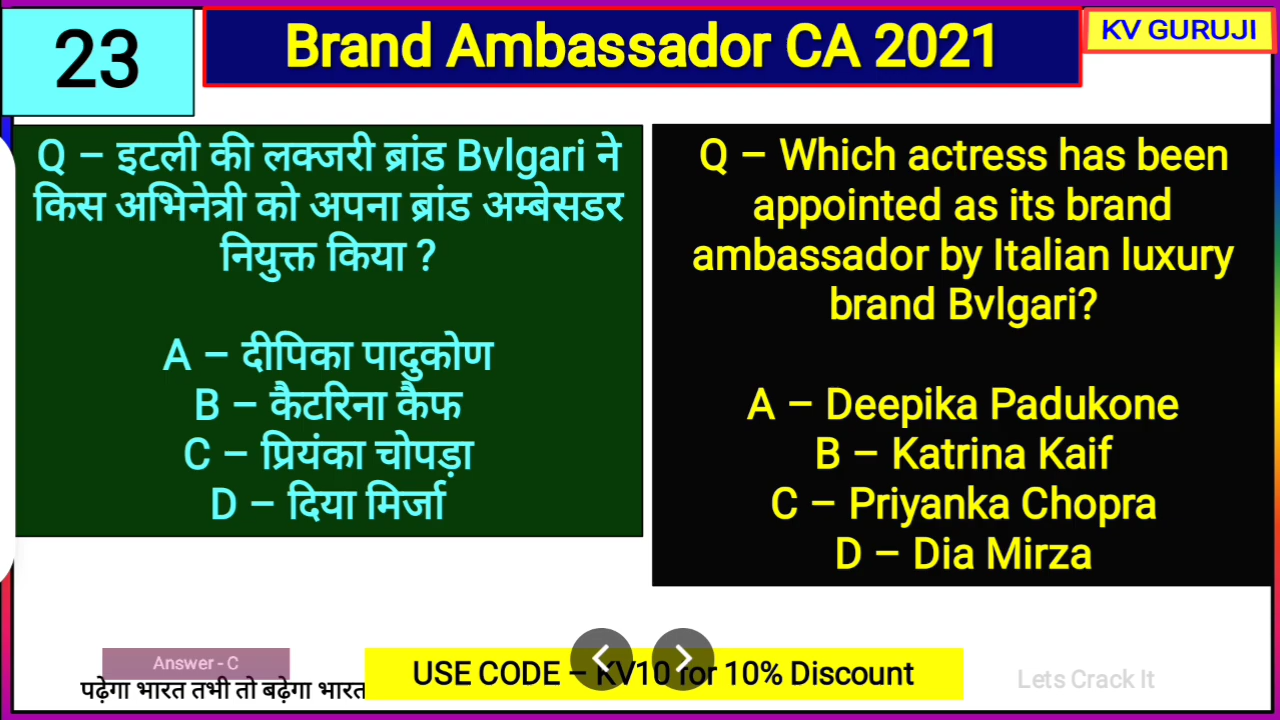 23
Brand Ambassador CA 2021
KV GURUJI
Q – इटली की लक्जरी ब्रांड Bvlgari ने
किस अभिनेत्री को अपना ब्रांड अम्बेसडर
नियुक्त किया ?
A – दीपिका पादुकोण
B – कैटरिना कैफ
C – प्रियंका चोपड़ा
D – दिया मिर्जा
Q – Which actress has been
appointed as its brand
ambassador by Italian luxury
brand Bvlgari?
A – Deepika Padukone
B – Katrina Kaif
C – Priyanka Chopra
D – Dia Mirza
Answer - C
पढ़ेगा भारत तभी तो बढ़ेगा भारत
USE CODE – KV10 for 10% Discount
Lets Crack It